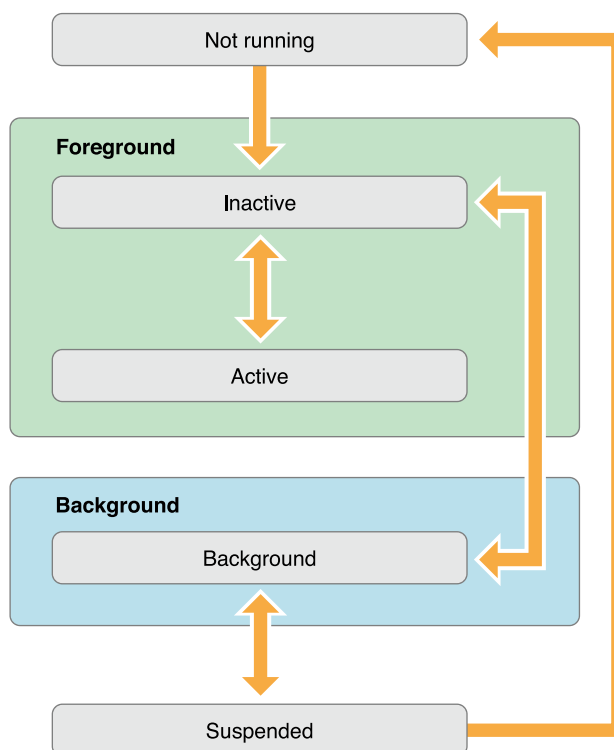 Not running
Foreground
Inactive
Active
Background
Background
Suspended